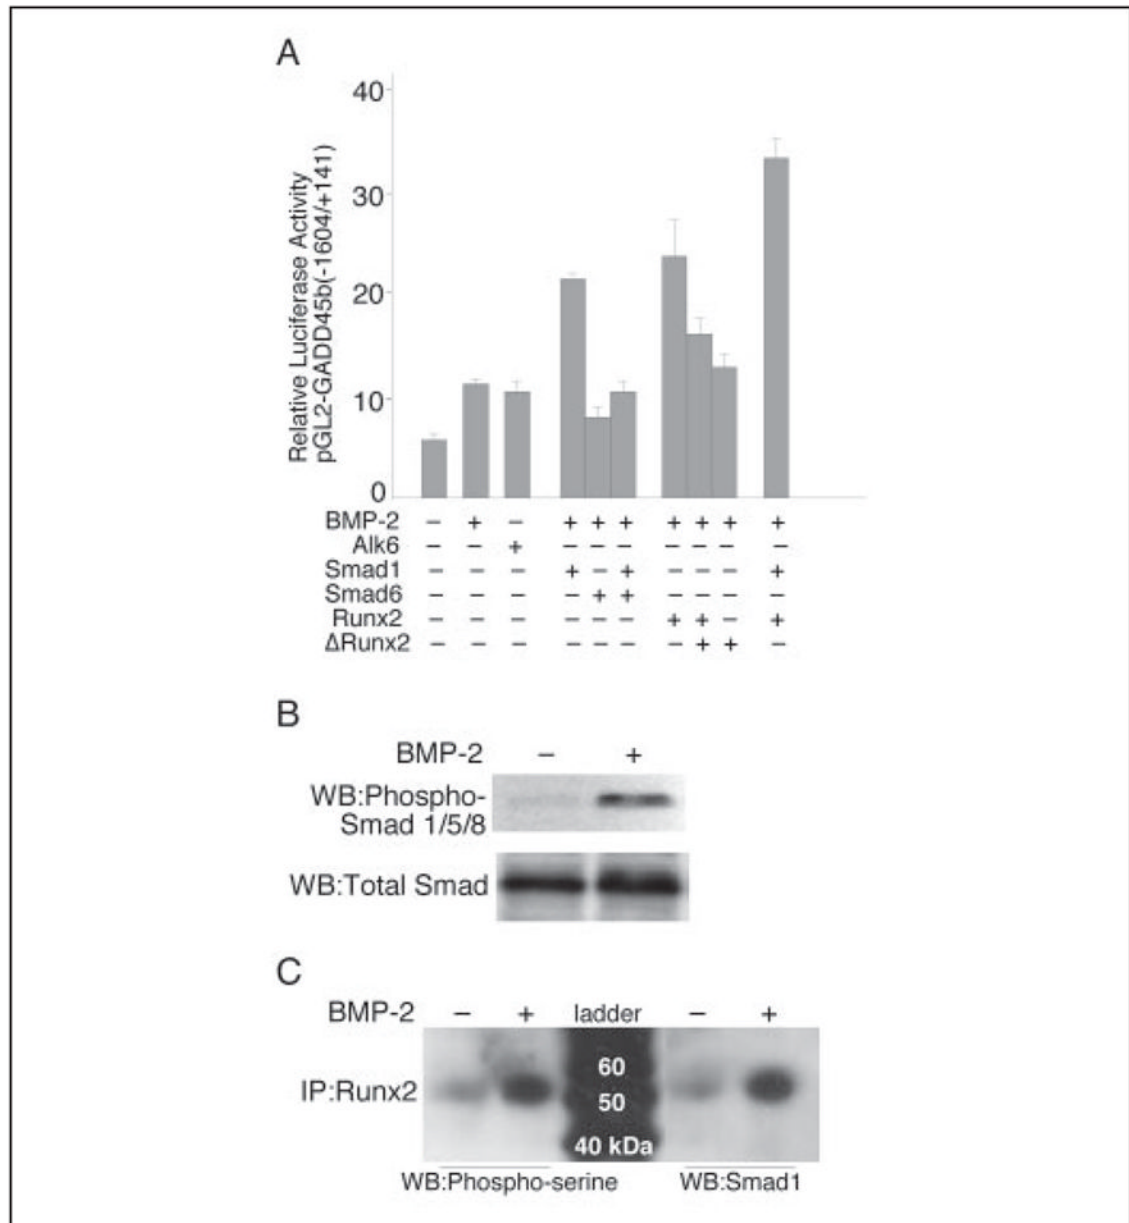 A
Relative Luciferase Activity
pGL2-GADD45b(-1604/+141)
40
30
20
10
0
BMP-2 – + – + + + + + + +
Alk6 – – + – – – – – – –
Smad1 – – – + – + – – – +
Smad6 – – – – + + – – – –
Runx2 – – – – – – + + – +
ΔRunx2 – – – – – – – + + –
B
BMP-2 – +
WB:Phospho-
Smad 1/5/8
WB:Total Smad
C
BMP-2 – + ladder – +
60
IP:Runx2
50
40 kDa
WB:Phospho-serine WB:Smad1